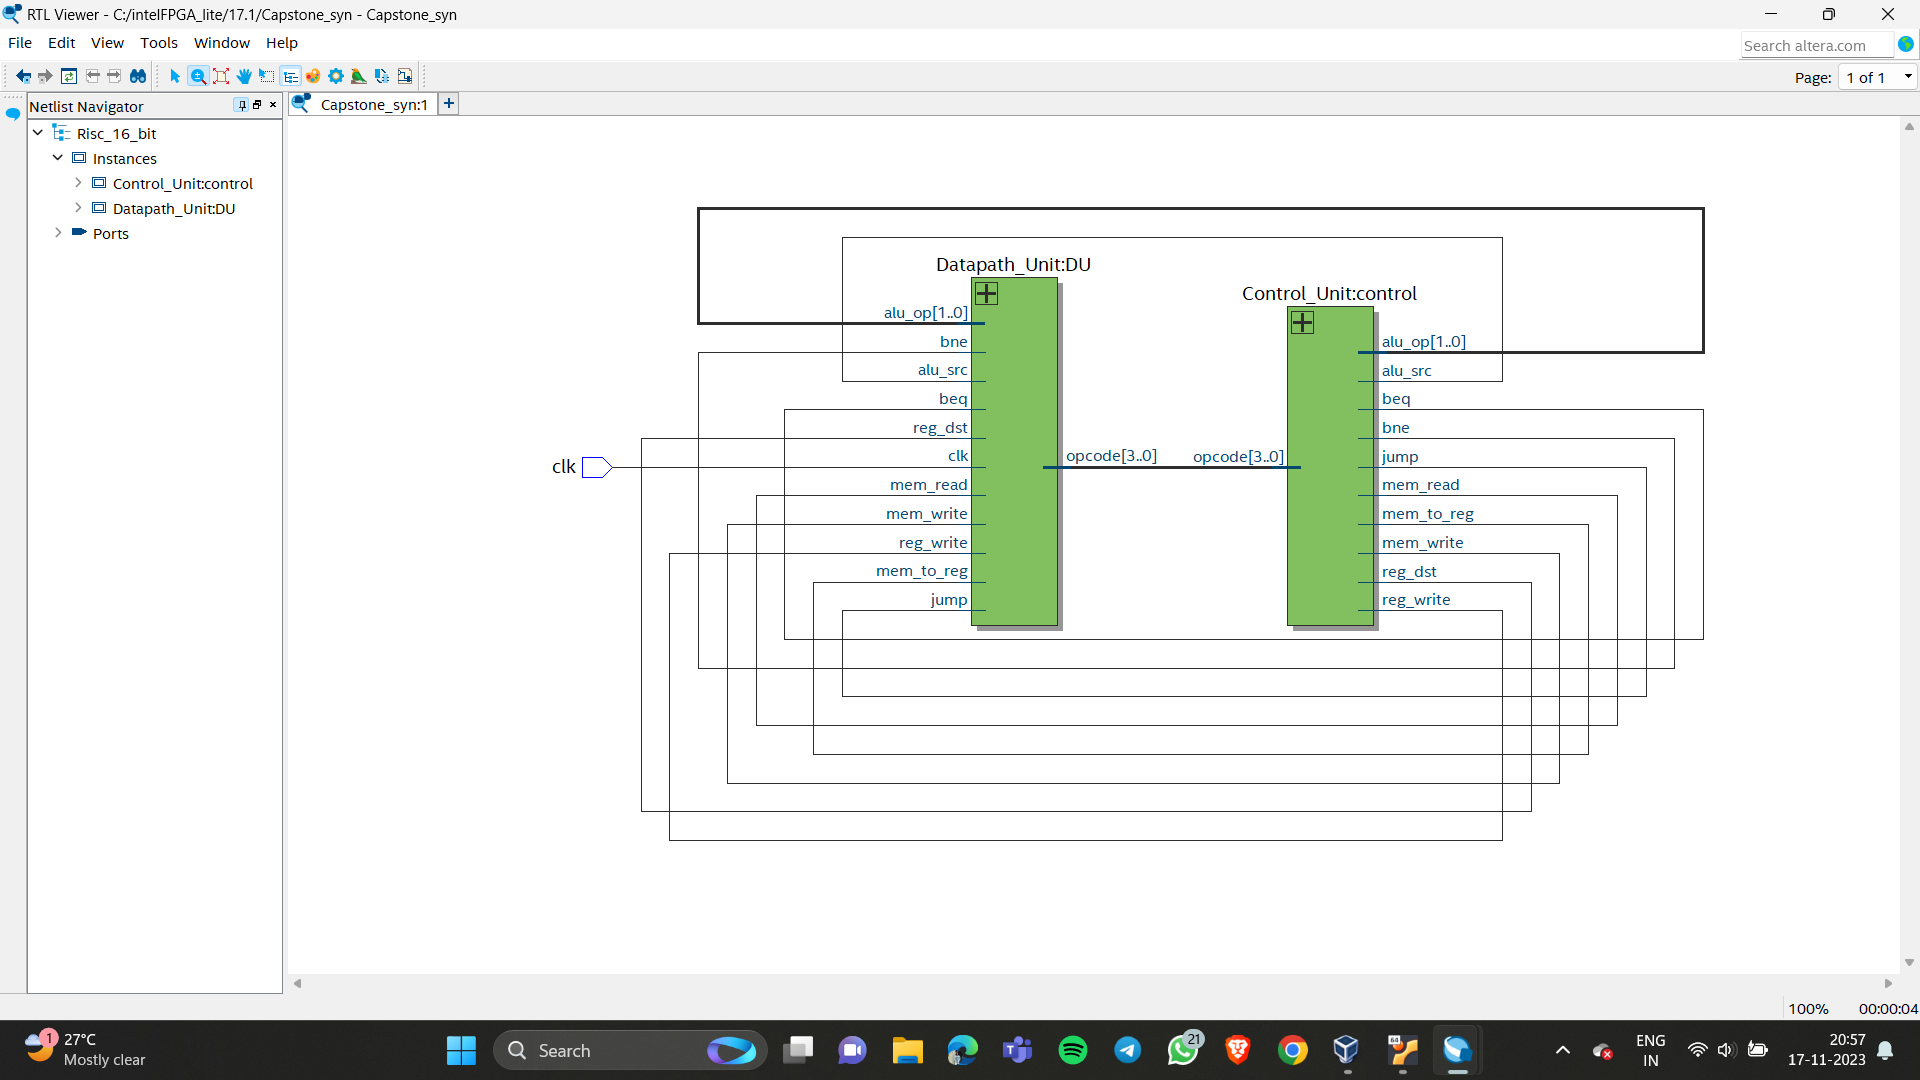 RTL Viewer - C:/intelFPGA_lite/17.1/Capstone_syn - Capstone_syn
File Edit View Tools Window Help
Search altera.com
Page: 1 of 1
Netlist Navigator
Capstone_syn:1
Risc_16_bit
Instances
Control_Unit:control
Datapath_Unit:DU
Ports
Datapath_Unit:DU
alu_op[1..0]
bne
alu_src
beq
reg_dst
clk
mem_read
mem_write
reg_write
mem_to_reg
jump
clk
opcode[3..0]
Control_Unit:control
opcode[3..0]
alu_op[1..0]
alu_src
beq
bne
jump
mem_read
mem_to_reg
mem_write
reg_dst
reg_write
100% 00:00:04
1
27°C
Mostly clear
Search
21
64
ENG
IN
20:57
17-11-2023